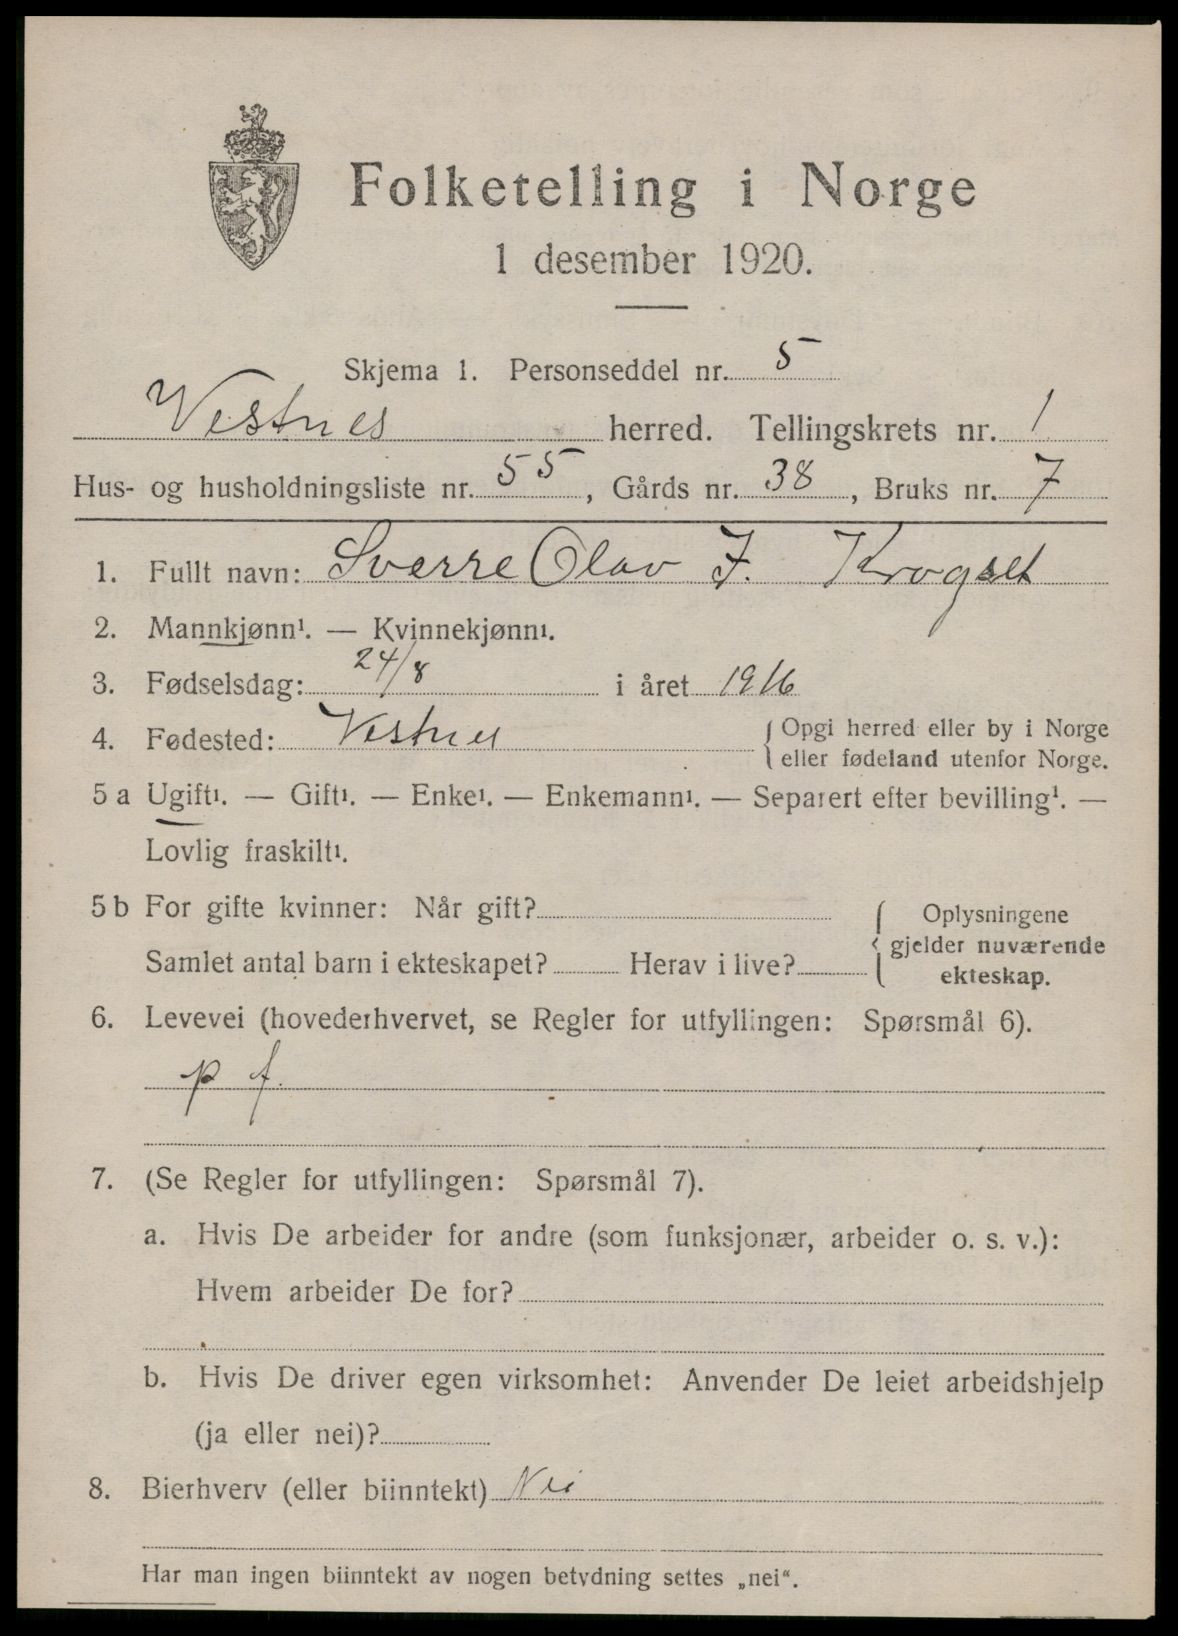 Folketelling i Norge
1 desember 1920.
Skjema 1. Personseddel nr. 5
Vestnes herred. Tellingskrets nr. 1
Hus- og husholdningsliste nr. 55, Gårds nr. 38, Bruks nr. 7
1. Fullt navn: Sverre Olav J. Krogset
2. Mannkjønn¹. — Kvinnekjønn¹.
3. Fødselsdag: 24/8 i året 1916
4. Fødested: Vestnes { Opgi herred eller by i Norge
eller fødeland utenfor Norge.
5 a Ugift¹. — Gift¹. — Enke¹. — Enkemann¹. — Separert efter bevilling¹. —
Lovlig fraskilt¹.
5 b For gifte kvinner: Når gift? { Oplysningene
gjelder nuværende
Samlet antal barn i ekteskapet? Herav i live?
ekteskap.
6. Levevei (hovederhvervet, se Regler for utfyllingen: Spørsmål 6).
p f.
7. (Se Regler for utfyllingen: Spørsmål 7).
a. Hvis De arbeider for andre (som funksjonær, arbeider o. s. v.):
Hvem arbeider De for?
b. Hvis De driver egen virksomhet: Anvender De leiet arbeidshjelp
(ja eller nei)?
8. Bierhverv (eller biinntekt) Nei
Har man ingen biinntekt av nogen betydning settes „nei“.